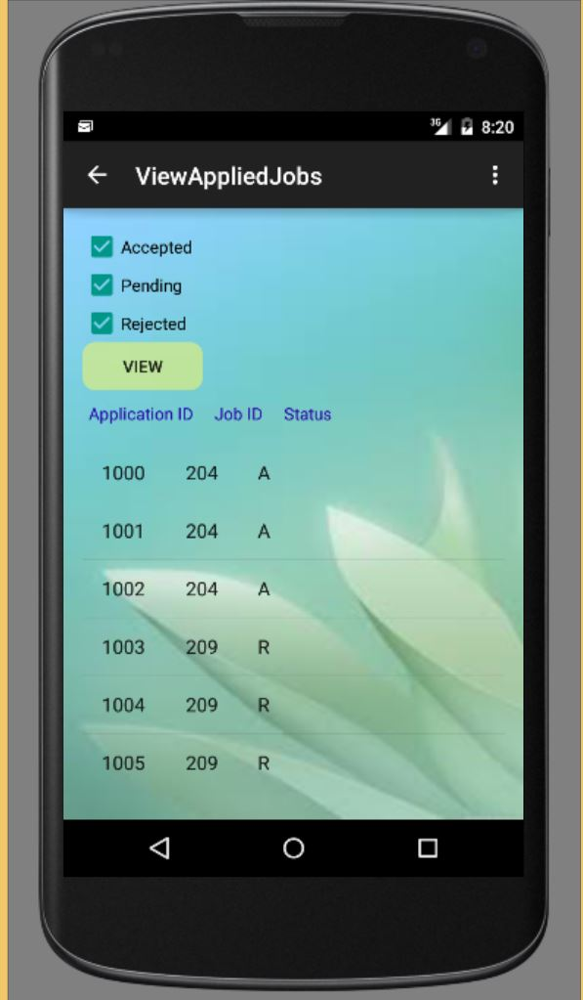 3G 8:20
ViewAppliedJobs
Accepted
Pending
Rejected
VIEW
Application ID Job ID Status
1000 204 A
1001 204 A
1002 204 A
1003 209 R
1004 209 R
1005 209 R